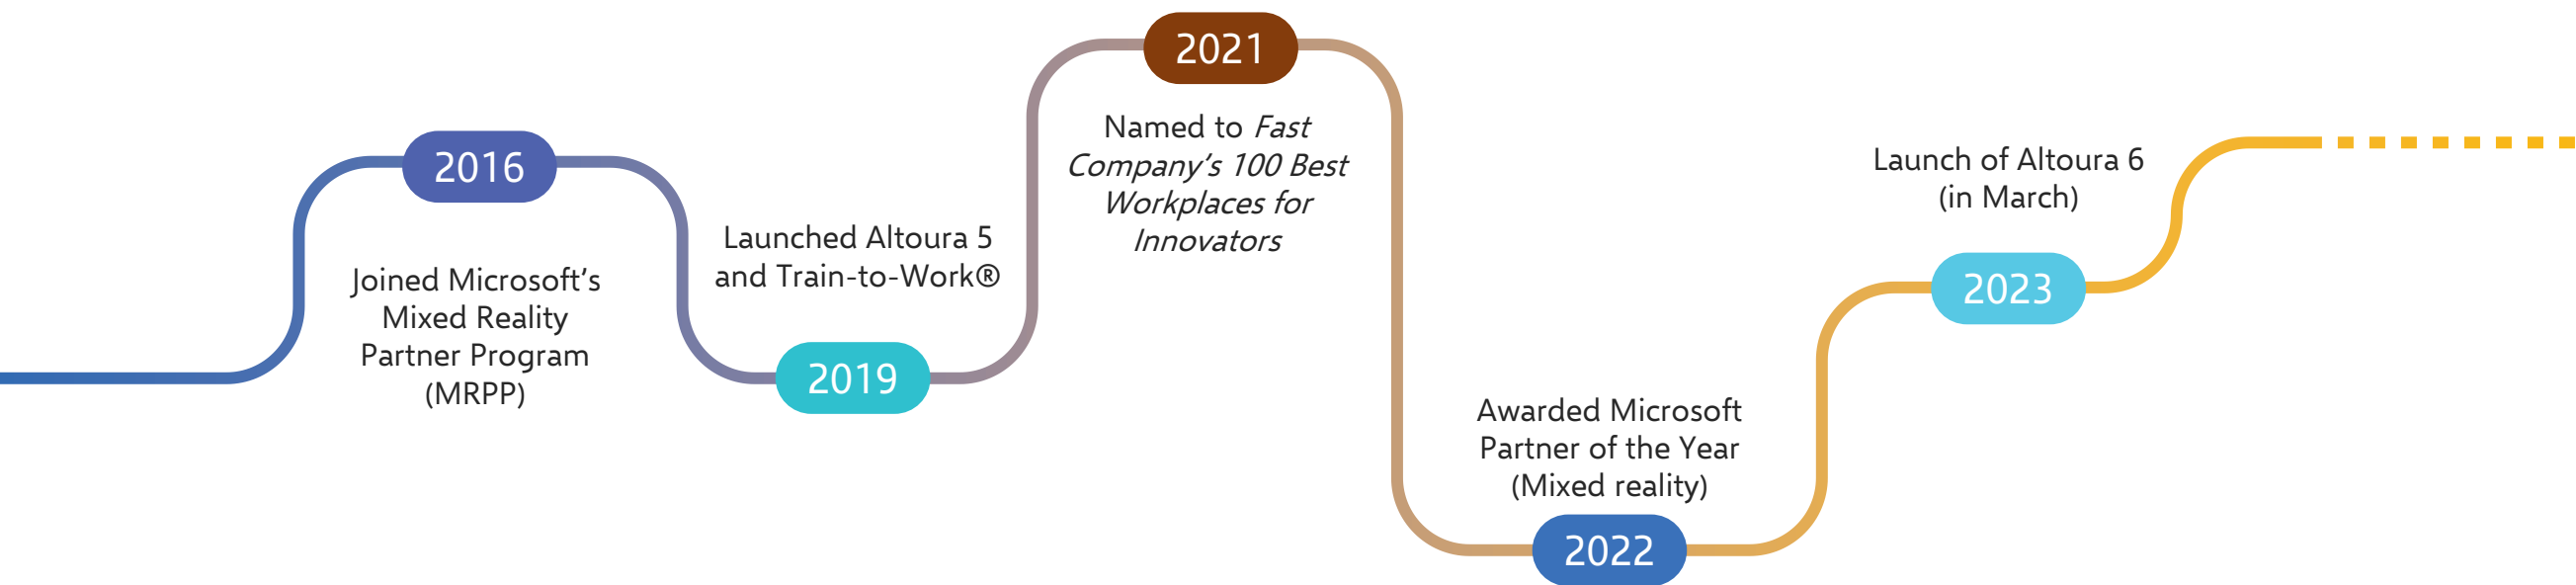 2016
Joined Microsoft's
Mixed Reality
Partner Program
(MRPP)
Launched Altoura 5
and Train-to-Work®
2019
2021
Named to Fast
Company's 100 Best
Workplaces for
Innovators
Awarded Microsoft
Partner of the Year
(Mixed reality)
2022
Launch of Altoura 6
(in March)
2023